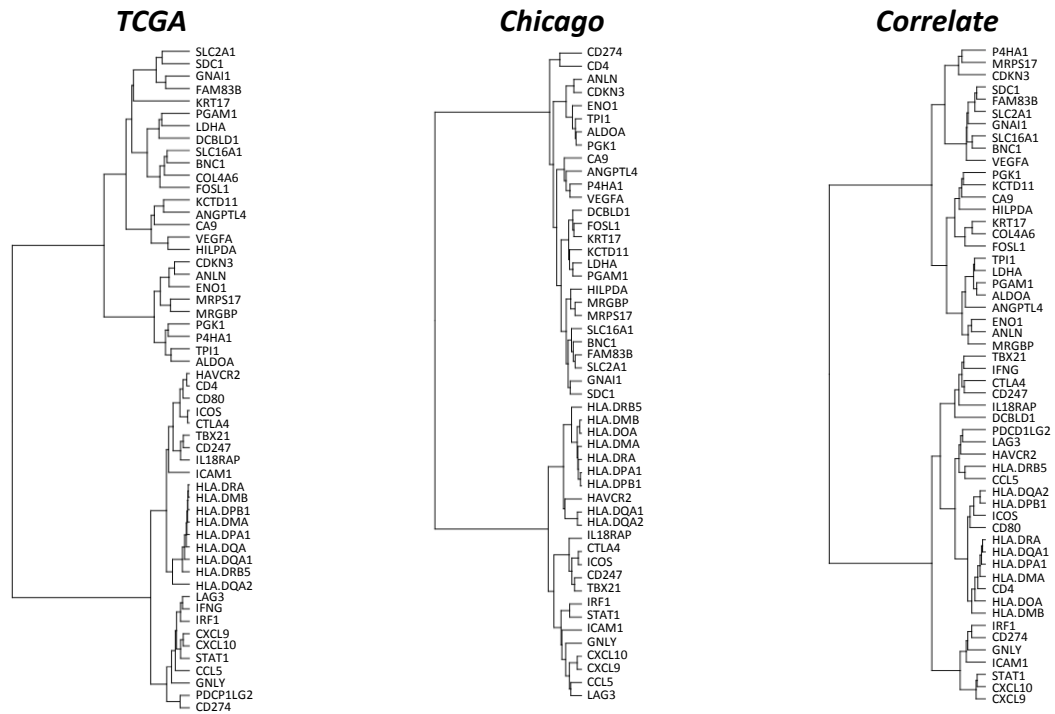 TCGA
SLC2A1
SDC1
GNAI1
FAM83B
KRT17
PGAM1
LDHA
DCBLD1
SLC16A1
BNC1
COL4A6
FOSL1
KCTD11
ANGPTL4
CA9
VEGFA
HILPDA
CDKN3
ANLN
ENO1
MRPS17
MRGBP
PGK1
P4HA1
TPI1
ALDOA
HAVCR2
CD4
CD80
ICOS
CTLA4
TBX21
CD247
IL18RAP
ICAM1
HLA.DRA
HLA.DMB
HLA.DPB1
HLA.DMA
HLA.DPA1
HLA.DQA
HLA.DQA1
HLA.DRB5
HLA.DQA2
LAG3
IFNG
IRF1
CXCL9
CXCL10
STAT1
CCL5
GNLY
PDCP1LG2
CD274
Chicago
CD274
CD4
ANLN
CDKN3
ENO1
TPI1
ALDOA
PGK1
CA9
ANGPTL4
P4HA1
VEGFA
DCBLD1
FOSL1
KRT17
KCTD11
LDHA
PGAM1
HILPDA
MRGBP
MRPS17
SLC16A1
BNC1
FAM83B
SLC2A1
GNAI1
SDC1
HLA.DRB5
HLA.DMB
HLA.DOA
HLA.DMA
HLA.DRA
HLA.DPA1
HLA.DPB1
HAVCR2
HLA.DQA1
HLA.DQA2
IL18RAP
CTLA4
ICOS
CD247
TBX21
IRF1
STAT1
ICAM1
GNLY
CXCL10
CXCL9
CCL5
LAG3
Correlate
P4HA1
MRPS17
CDKN3
SDC1
FAM83B
SLC2A1
GNAI1
SLC16A1
BNC1
VEGFA
PGK1
KCTD11
CA9
HILPDA
KRT17
COL4A6
FOSL1
TPI1
LDHA
PGAM1
ALDOA
ANGPTL4
ENO1
ANLN
MRGBP
TBX21
IFNG
CTLA4
CD247
IL18RAP
DCBLD1
PDCD1LG2
LAG3
HAVCR2
HLA.DRB5
CCL5
HLA.DQA2
HLA.DPB1
ICOS
CD80
HLA.DRA
HLA.DQA1
HLA.DPA1
HLA.DMA
CD4
HLA.DOA
HLA.DMB
IRF1
CD274
GNLY
ICAM1
STAT1
CXCL10
CXCL9